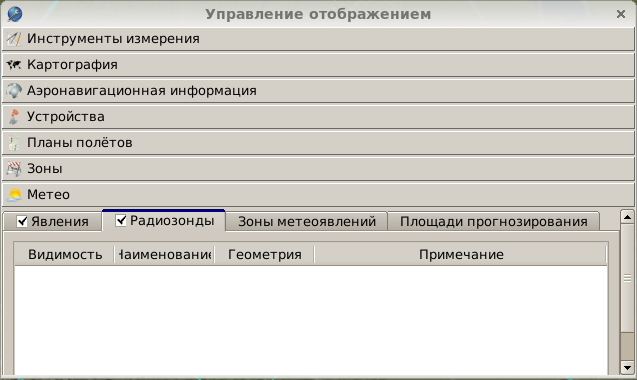 Управление отображением
Инструменты измерения
Картография
Аэронавигационная информация
Устройства
Планы полётов
Зоны
Метео
Явления Радиозонды Зоны метеоявлений Площади прогнозирования
Видимость Наименование Геометрия Примечание